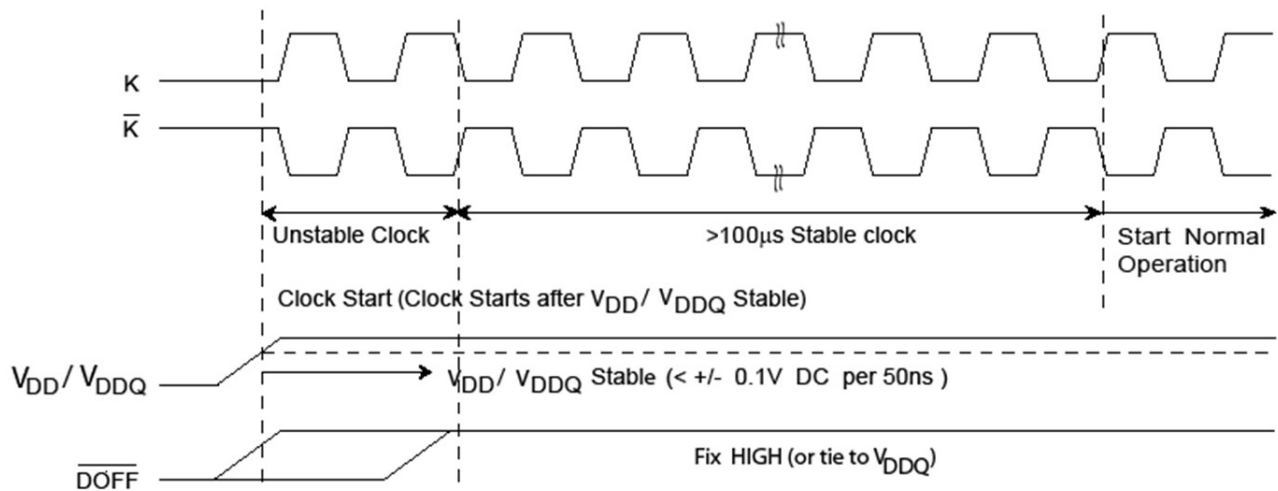 K
K̅
Unstable Clock
>100μs Stable clock
Start Normal
Operation
Clock Start (Clock Starts after VDD/ VDDQ Stable)
VDD/ VDDQ
VDD/ VDDQ Stable (< +/- 0.1V DC per 50ns )
D̅O̅F̅F̅
Fix HIGH (or tie to VDDQ)